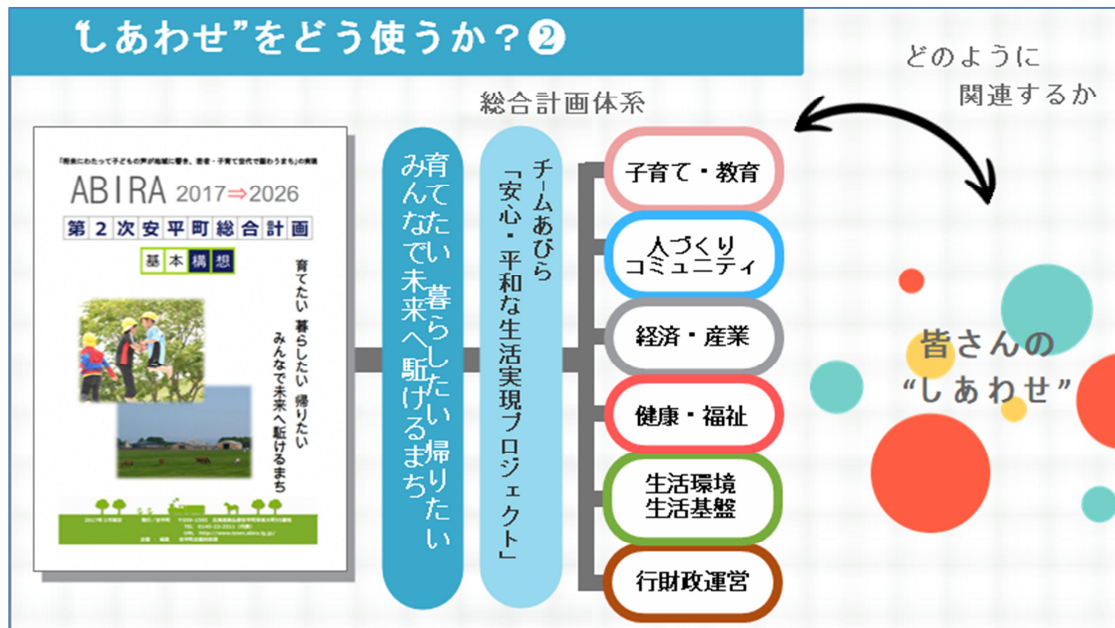 “しあわせ”をどう使うか？❷
どのように
関連するか
総合計画体系
「将来にわたって子どもの声が地域に響き、若者・子育て世代で賑わうまち」の実現
ABIRA 2017⇒2026
第2次安平町総合計画
基本構想
育てたい 暮らしたい 帰りたい
みんなで未来へ駈けるまち
育てたい 暮らしたい 帰りたい
みんなで未来へ駈けるまち
チームあびら
「安心・平和な生活実現プロジェクト」
子育て・教育
人づくり
コミュニティ
経済・産業
健康・福祉
生活環境
生活基盤
行財政運営
皆さんの
“しあわせ”